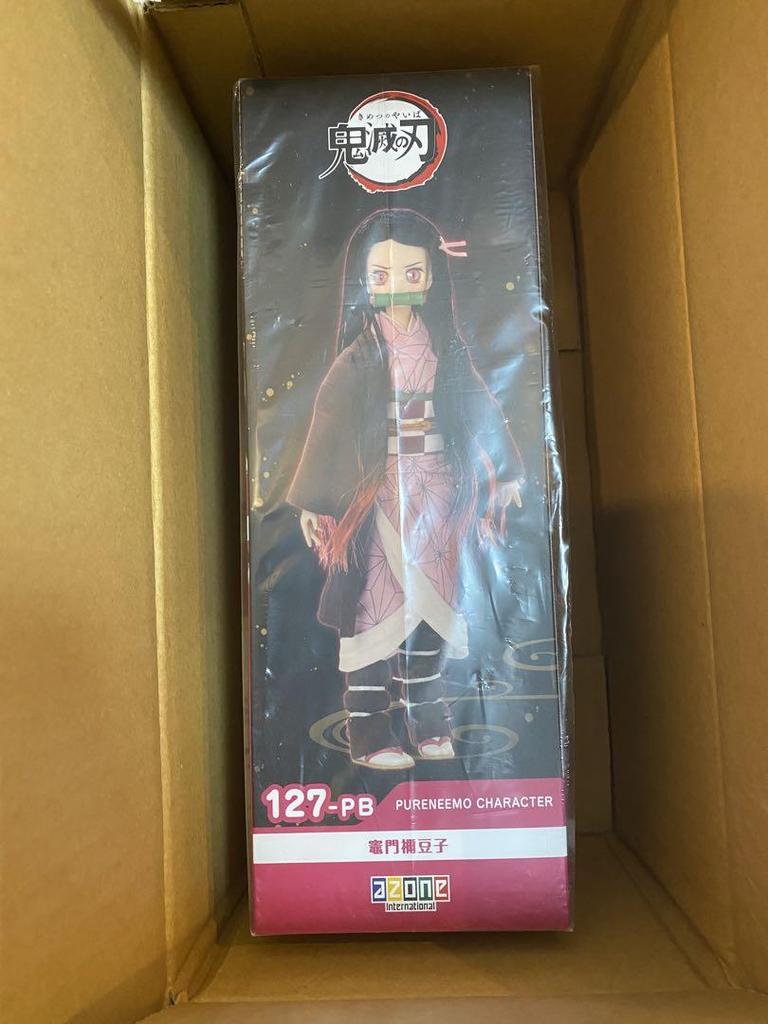 きめつのやいば
鬼滅の刃
127-PB
PURENEEMO CHARACTER
竈門禰豆子
azone
International